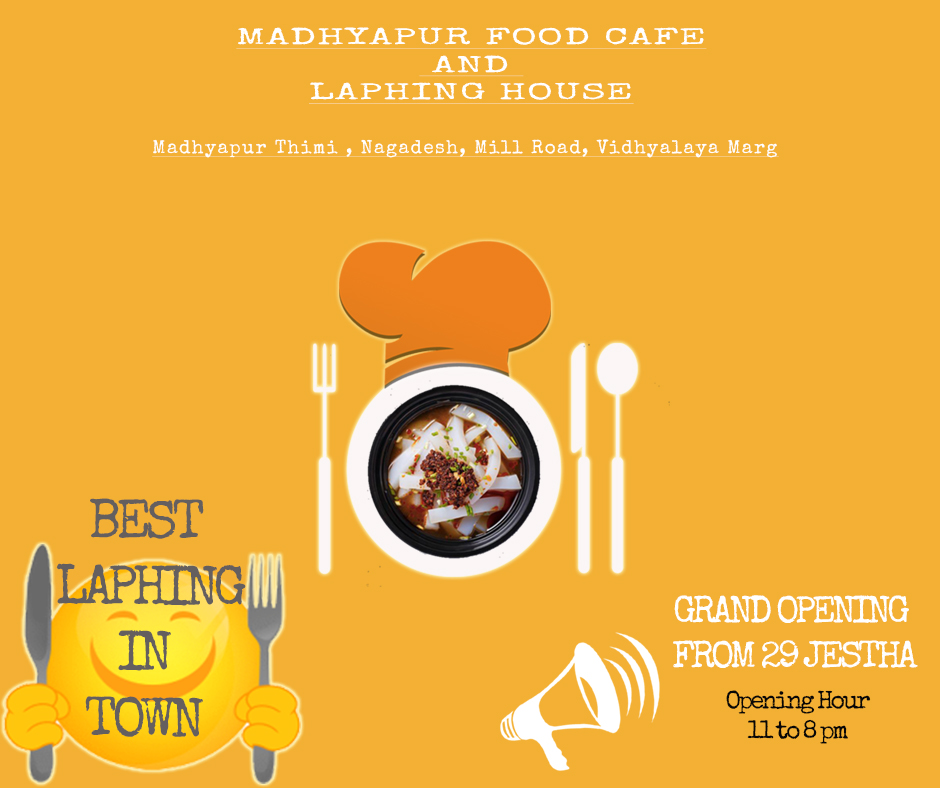 MADHYAPUR FOOD CAFE
AND
LAPHING HOUSE
Madhyapur Thimi , Nagadesh, Mill Road, Vidhyalaya Marg
BEST
LAPHING
IN
TOWN
GRAND OPENING
FROM 29 JESTHA
Opening Hour
11 to 8 pm